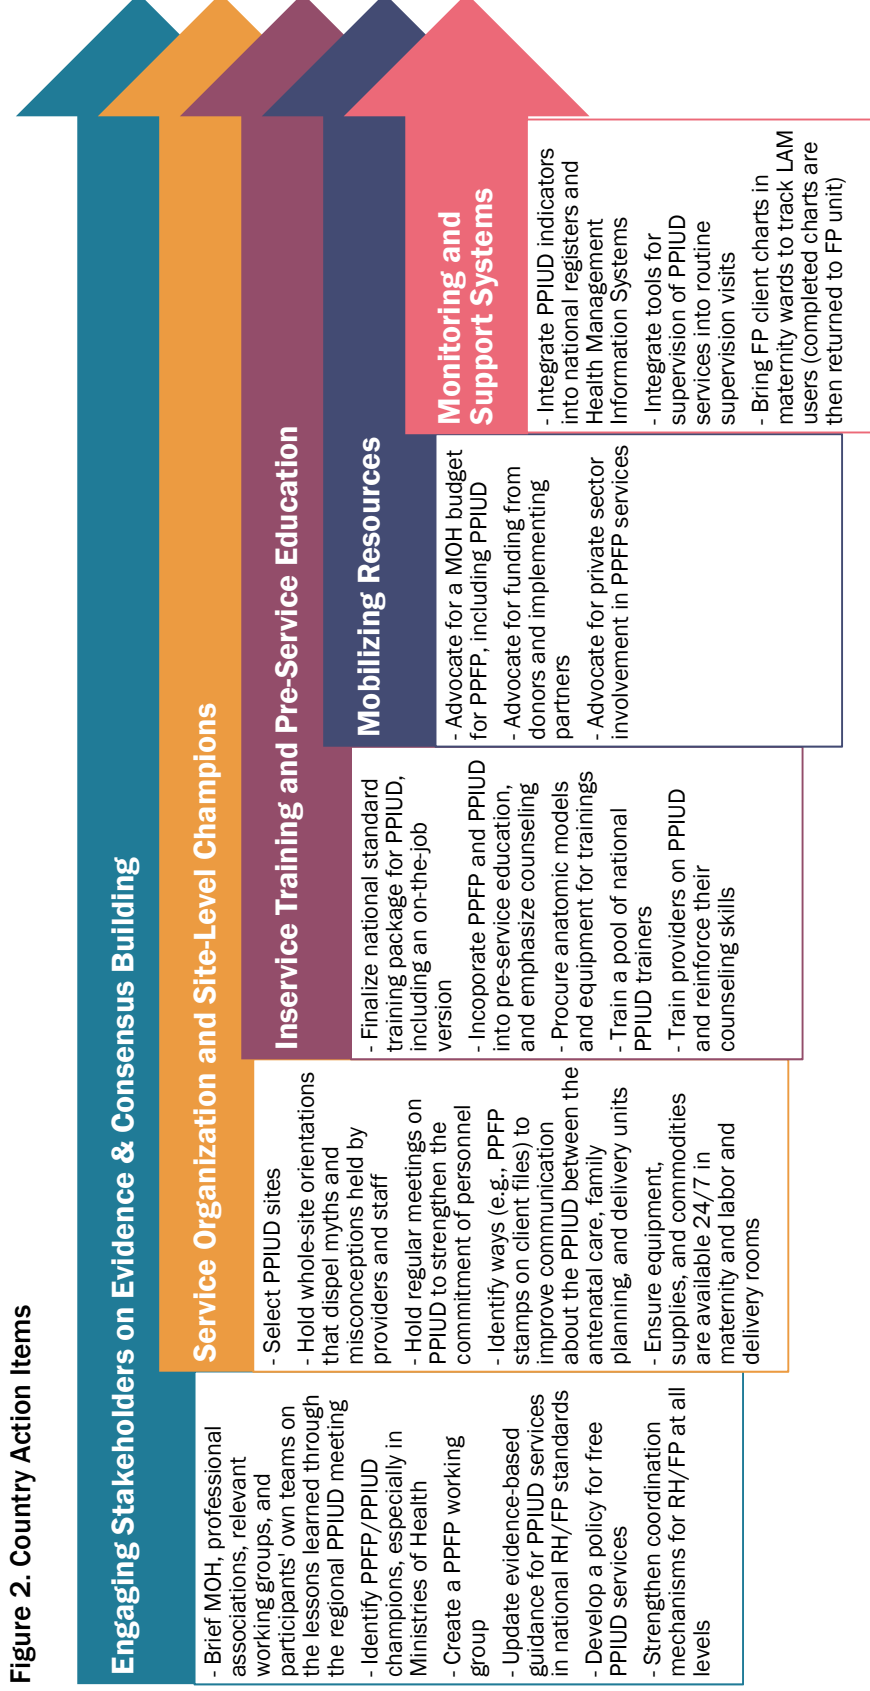 Figure 2. Country Action Items
Engaging Stakeholders on Evidence & Consensus Building
- Brief MOH, professional
associations, relevant
working groups, and
participants' own teams on
the lessons learned through
the regional PPIUD meeting
- Identify PPFP/PPIUD
champions, especially in
Ministries of Health
- Create a PPFP working
group
- Update evidence-based
guidance for PPIUD services
in national RH/FP standards
- Develop a policy for free
PPIUD services
- Strengthen coordination
mechanisms for RH/FP at all
levels
Service Organization and Site-Level Champions
- Select PPIUD sites
- Hold whole-site orientations
that dispel myths and
misconceptions held by
providers and staff
- Hold regular meetings on
PPIUD to strengthen the
commitment of personnel
- Identify ways (e.g., PPFP
stamps on client files) to
improve communication
about the PPIUD between the
antenatal care, family
planning, and delivery units
- Ensure equipment,
supplies, and commodities
are available 24/7 in
maternity and labor and
delivery rooms
Inservice Training and Pre-Service Education
- Finalize national standard
training package for PPIUD,
including an on-the-job
version
- Incoporate PPFP and PPIUD
into pre-service education,
and emphasize counseling
- Procure anatomic models
and equipment for trainings
- Train a pool of national
PPIUD trainers
- Train providers on PPIUD
and reinforce their
counseling skills
Mobilizing Resources
- Advocate for a MOH budget
for PPFP, including PPIUD
- Advocate for funding from
donors and implementing
partners
- Advocate for private sector
involvement in PPFP services
Monitoring and
Support Systems
- Integrate PPIUD indicators
into national registers and
Health Management
Information Systems
- Integrate tools for
supervision of PPIUD
services into routine
supervision visits
- Bring FP client charts in
maternity wards to track LAM
users (completed charts are
then returned to FP unit)